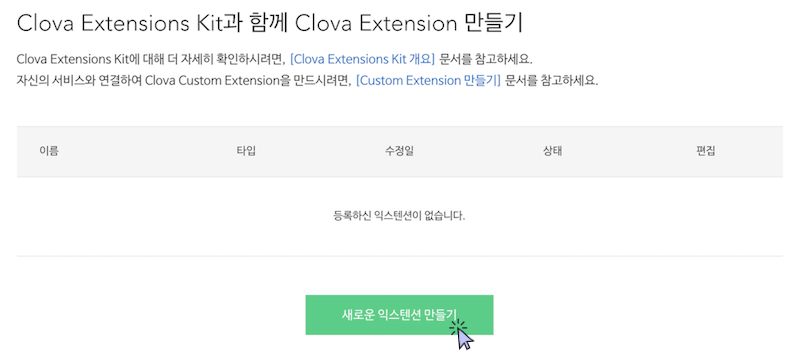 Clova Extensions Kit과 함께 Clova Extension 만들기
Clova Extensions Kit에 대해 더 자세히 확인하시려면, [Clova Extensions Kit 개요] 문서를 참고하세요.
자신의 서비스와 연결하여 Clova Custom Extension을 만드시려면, [Custom Extension 만들기] 문서를 참고하세요.
이름 타입 수정일 상태 편집
등록하신 익스텐션이 없습니다.
새로운 익스텐션 만들기